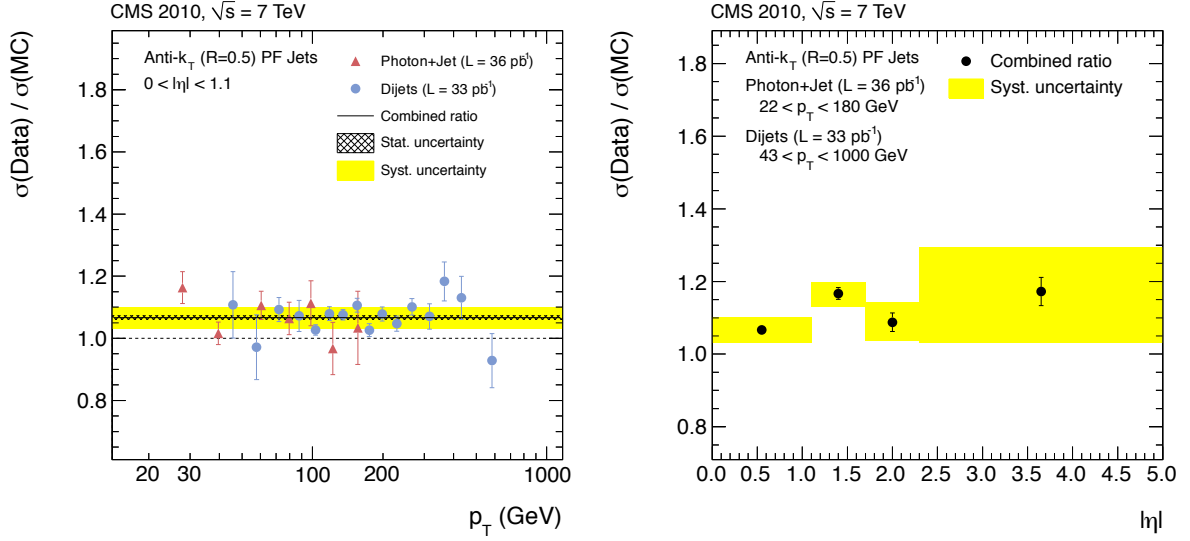 CMS 2010, √s = 7 TeV
σ(Data) / σ(MC)
Anti-k_T (R=0.5) PF Jets
0 < |η| < 1.1
Photon+Jet (L = 36 pb⁻¹)
Dijets (L = 33 pb⁻¹)
Combined ratio
Stat. uncertainty
Syst. uncertainty
1.8
1.6
1.4
1.2
1.0
0.8
20 30 100 200 1000
p_T (GeV)
CMS 2010, √s = 7 TeV
σ(Data) / σ(MC)
Anti-k_T (R=0.5) PF Jets
Photon+Jet (L = 36 pb⁻¹)
22 < p_T < 180 GeV
Dijets (L = 33 pb⁻¹)
43 < p_T < 1000 GeV
Combined ratio
Syst. uncertainty
1.8
1.6
1.4
1.2
1.0
0.8
0.0 0.5 1.0 1.5 2.0 2.5 3.0 3.5 4.0 4.5 5.0
|η|